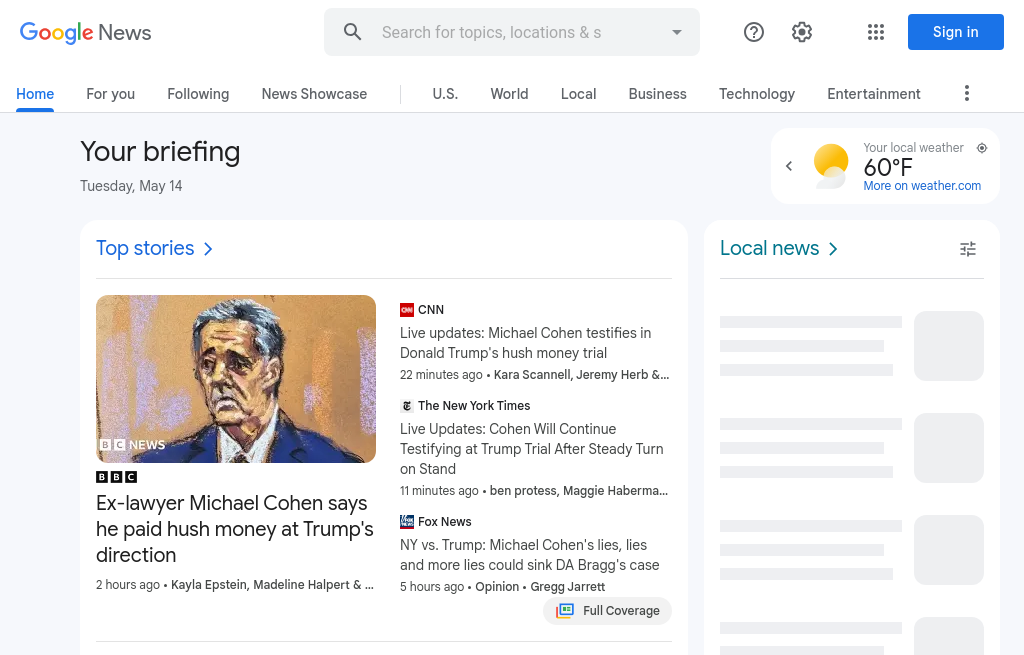 Google News
Search for topics, locations & s
Sign in
Home
For you
Following
News Showcase
U.S.
World
Local
Business
Technology
Entertainment
Your briefing
Tuesday, May 14
Your local weather
60°F
More on weather.com
Top stories
BBC NEWS
BBC
Ex-lawyer Michael Cohen says
he paid hush money at Trump's
direction
2 hours ago • Kayla Epstein, Madeline Halpert & ...
CNN
CNN
Live updates: Michael Cohen testifies in
Donald Trump's hush money trial
22 minutes ago • Kara Scannell, Jeremy Herb &...
The New York Times
Live Updates: Cohen Will Continue
Testifying at Trump Trial After Steady Turn
on Stand
11 minutes ago • ben protess, Maggie Haberma...
Fox News
NY vs. Trump: Michael Cohen's lies, lies
and more lies could sink DA Bragg's case
5 hours ago • Opinion • Gregg Jarrett
Full Coverage
Local news